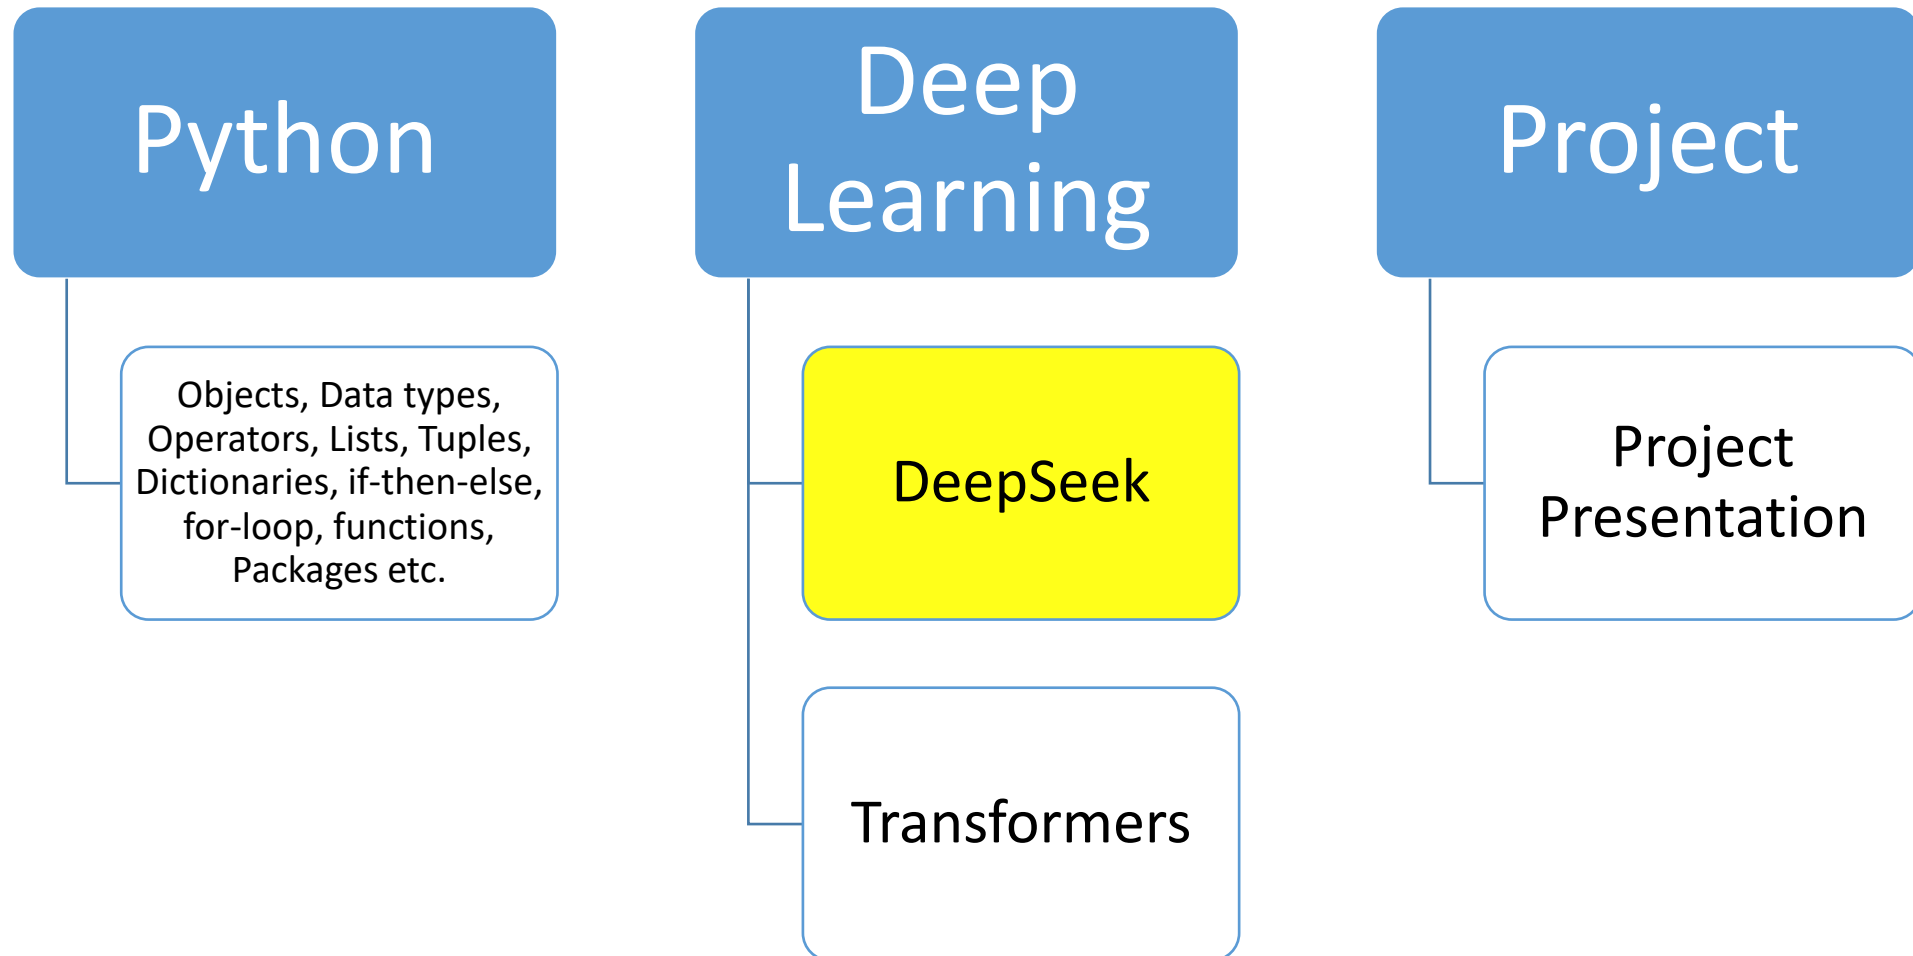 Python
Objects, Data types,
Operators, Lists, Tuples,
Dictionaries, if-then-else,
for-loop, functions,
Packages etc.
Deep
Learning
DeepSeek
Transformers
Project
Project
Presentation